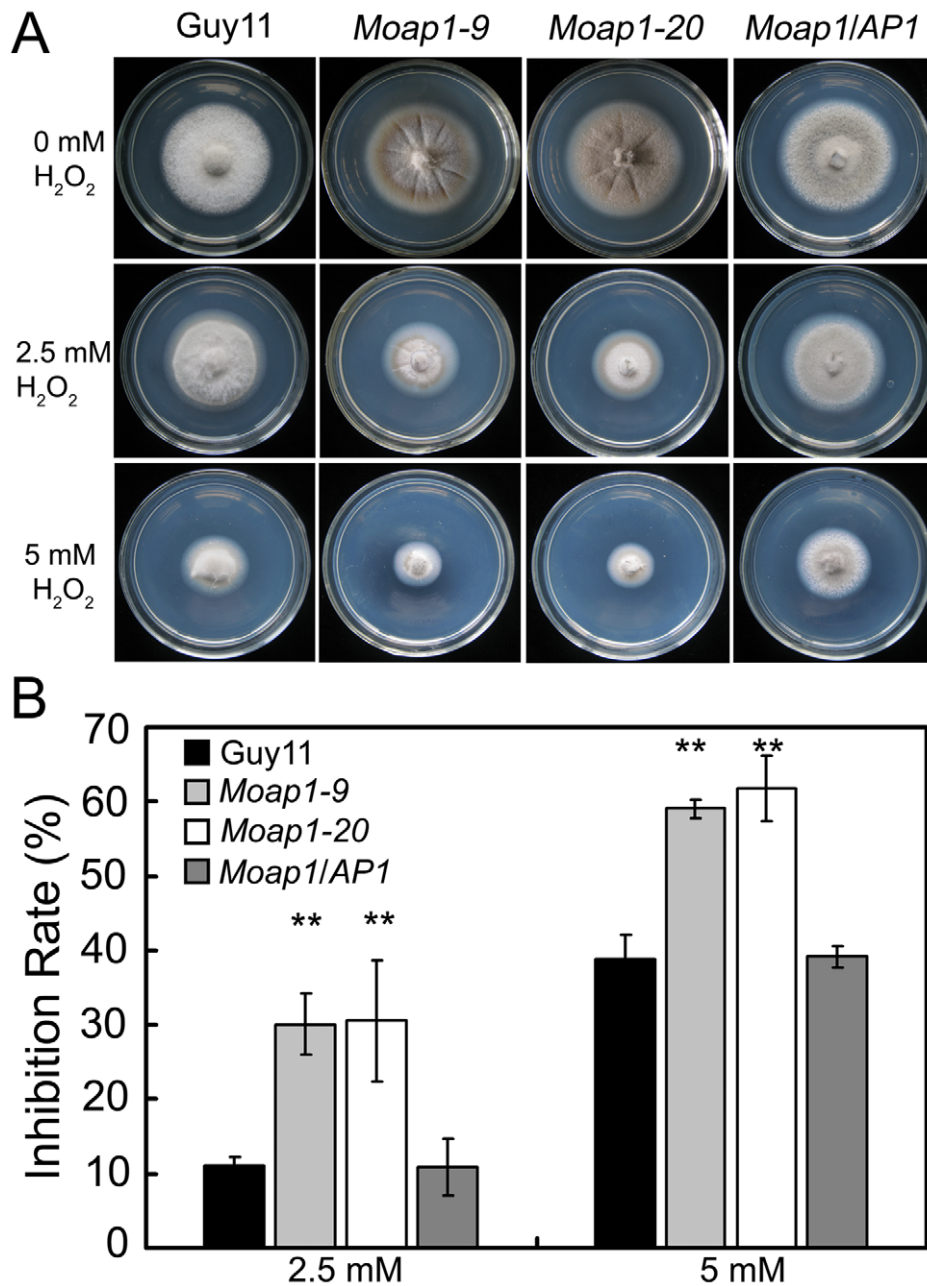 A
Guy11 Moap1-9 Moap1-20 Moap1/AP1
0 mM
H₂O₂
2.5 mM
H₂O₂
5 mM
H₂O₂
B
Inhibition Rate (%)
70
60
50
40
30
20
10
0
Guy11
Moap1-9
Moap1-20
Moap1/AP1
** ** ** **
2.5 mM 5 mM